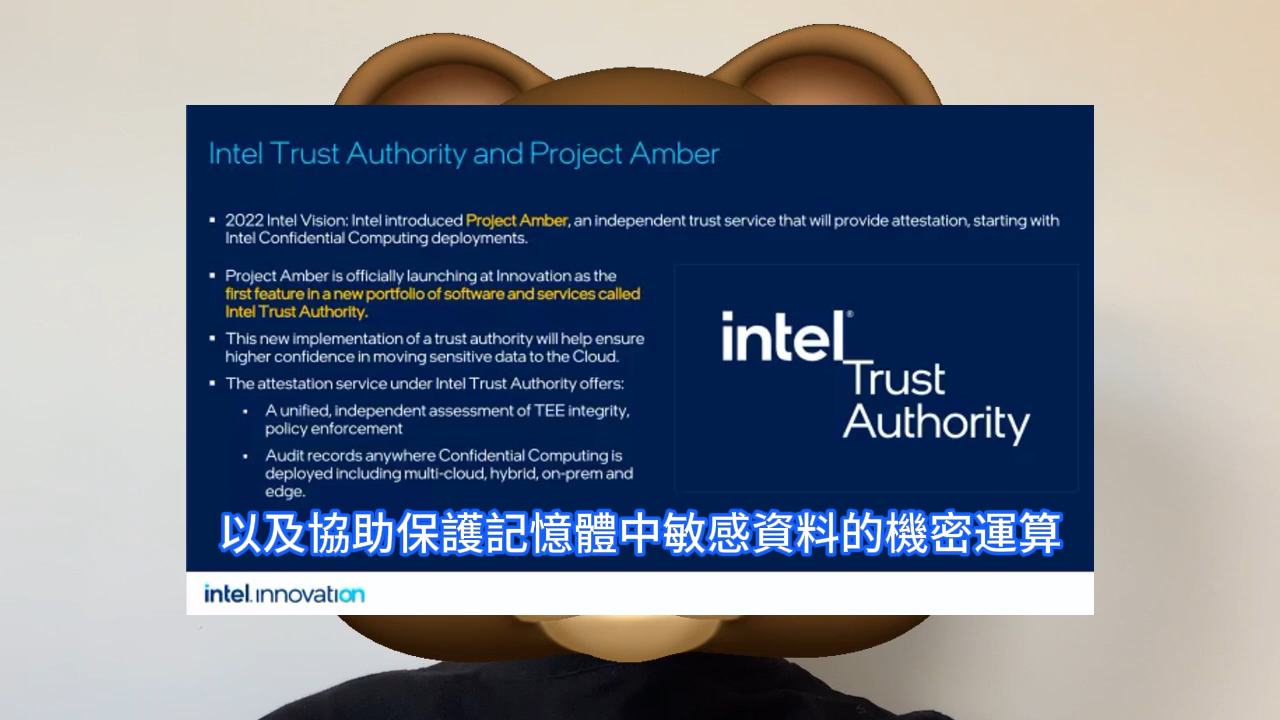 Intel Trust Authority and Project Amber
▪ 2022 Intel Vision: Intel introduced Project Amber, an independent trust service that will provide attestation, starting with
Intel Confidential Computing deployments.
▪ Project Amber is officially launching at Innovation as the
first feature in a new portfolio of software and services called
Intel Trust Authority.
▪ This new implementation of a trust authority will help ensure
higher confidence in moving sensitive data to the Cloud.
▪ The attestation service under Intel Trust Authority offers:
▪ A unified, independent assessment of TEE integrity,
policy enforcement
▪ Audit records anywhere Confidential Computing is
deployed including multi-cloud, hybrid, on-prem and
edge.
intel®
Trust
Authority
以及協助保護記憶體中敏感資料的機密運算
intel. innovation